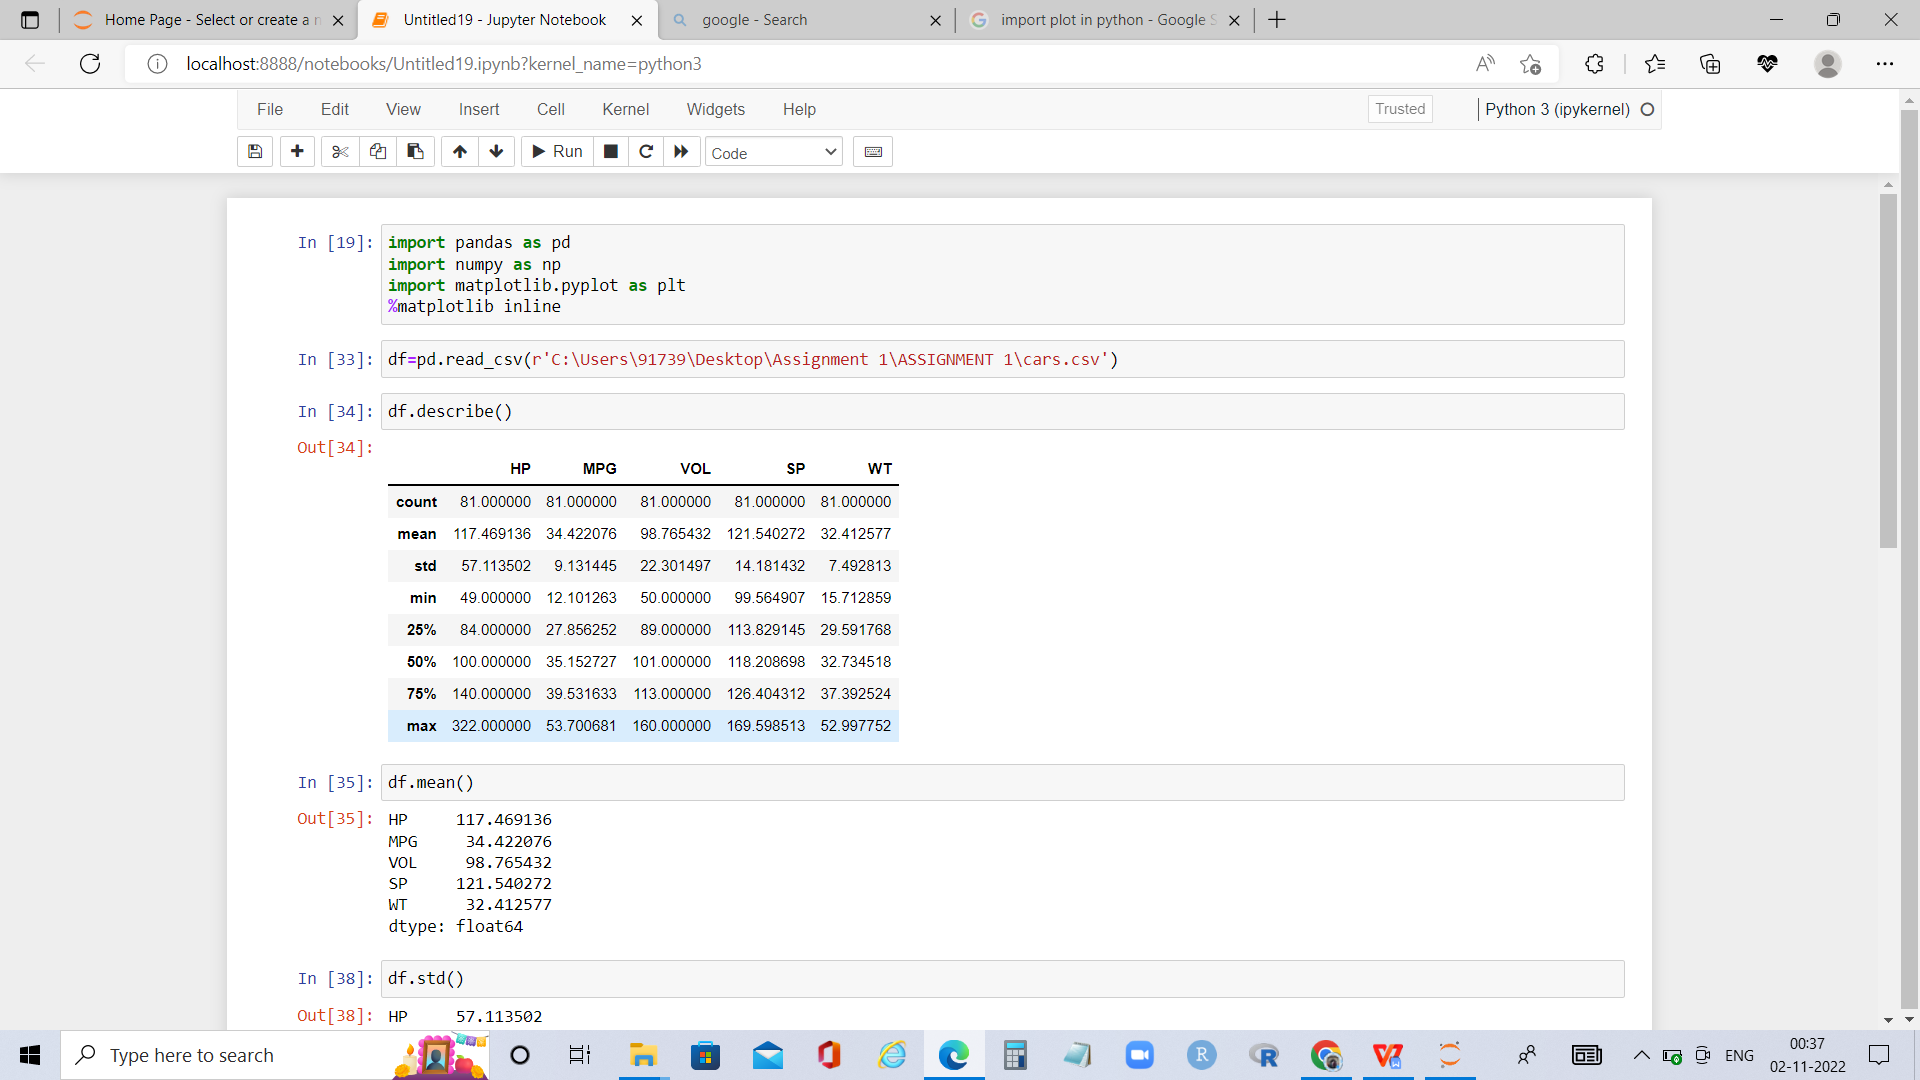 Home Page - Select or create a n
Untitled19 - Jupyter Notebook
google - Search
import plot in python - Google S
localhost:8888/notebooks/Untitled19.ipynb?kernel_name=python3
File Edit View Insert Cell Kernel Widgets Help
Trusted
Python 3 (ipykernel)
Run
Code
In [19]: import pandas as pd
import numpy as np
import matplotlib.pyplot as plt
%matplotlib inline
In [33]: df=pd.read_csv(r'C:\Users\91739\Desktop\Assignment 1\ASSIGNMENT 1\cars.csv')
In [34]: df.describe()
Out[34]:
HP MPG VOL SP WT
count 81.000000 81.000000 81.000000 81.000000 81.000000
mean 117.469136 34.422076 98.765432 121.540272 32.412577
std 57.113502 9.131445 22.301497 14.181432 7.492813
min 49.000000 12.101263 50.000000 99.564907 15.712859
25% 84.000000 27.856252 89.000000 113.829145 29.591768
50% 100.000000 35.152727 101.000000 118.208698 32.734518
75% 140.000000 39.531633 113.000000 126.404312 37.392524
max 322.000000 53.700681 160.000000 169.598513 52.997752
In [35]: df.mean()
Out[35]: HP 117.469136
MPG 34.422076
VOL 98.765432
SP 121.540272
WT 32.412577
dtype: float64
In [38]: df.std()
Out[38]: HP 57.113502
Type here to search
ENG
00:37
02-11-2022